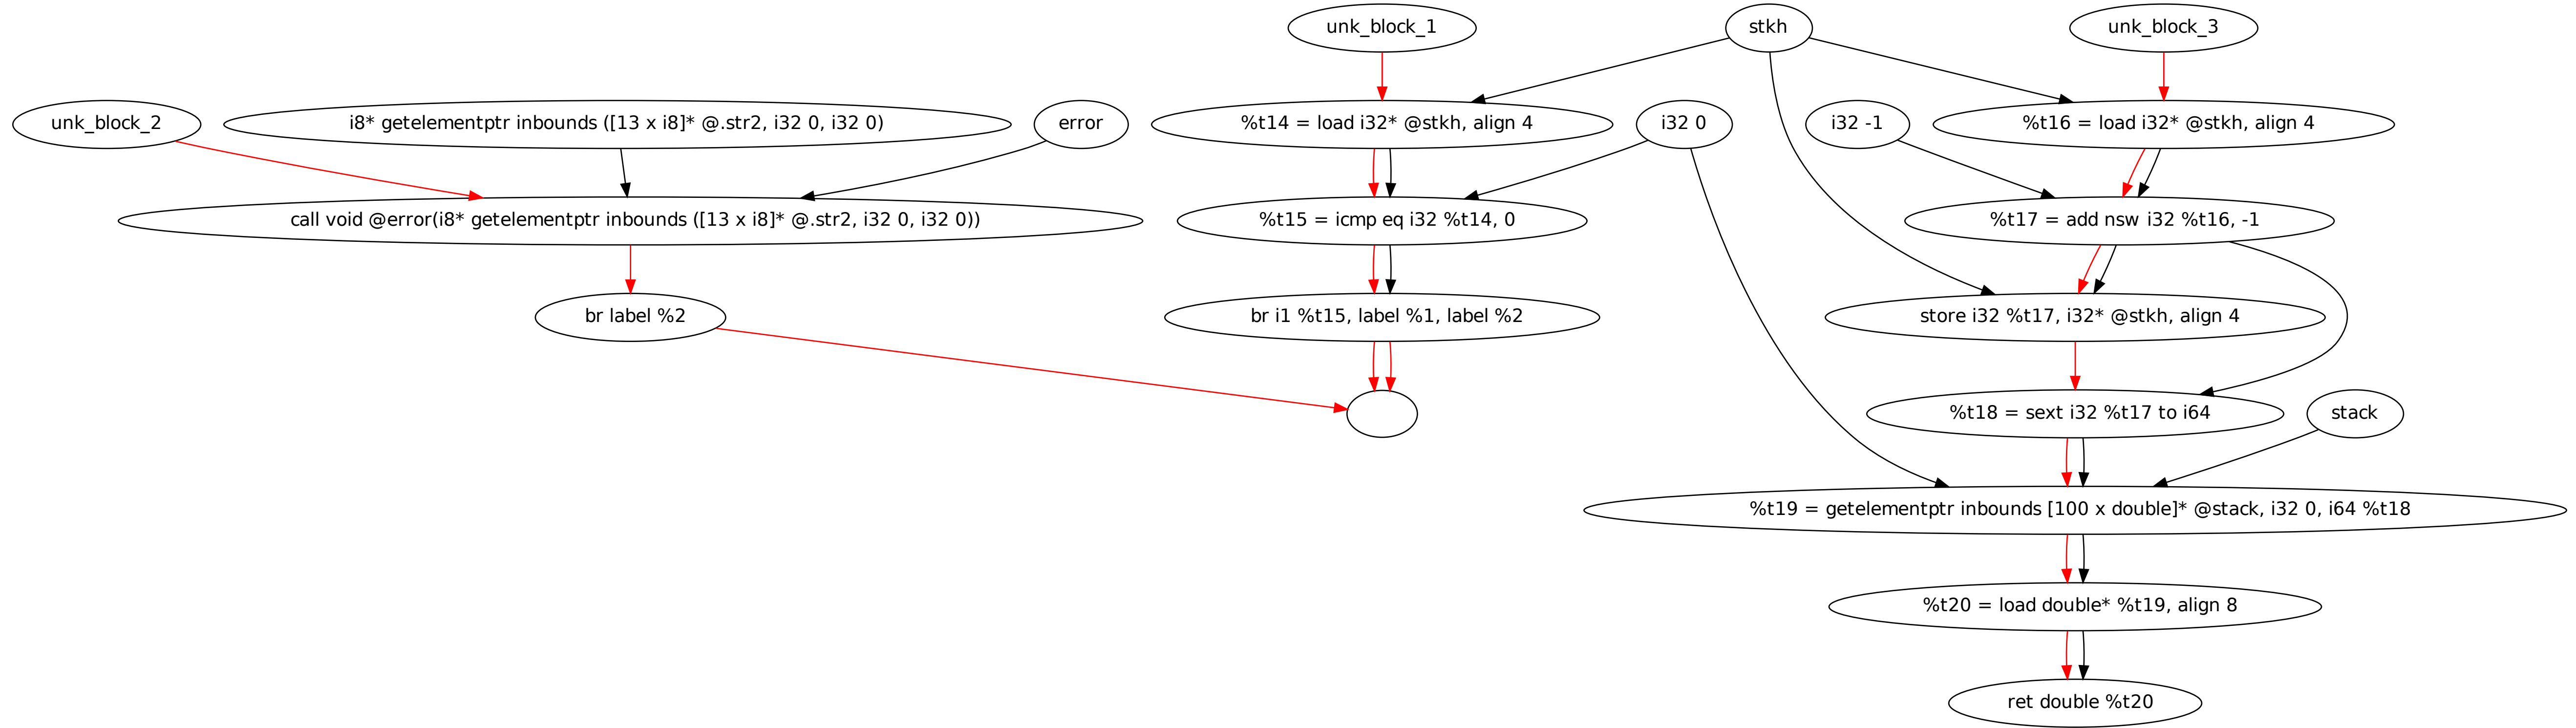 unk_block_1
stkh
unk_block_3
unk_block_2
i8* getelementptr inbounds ([13 x i8]* @.str2, i32 0, i32 0)
error
%t14 = load i32* @stkh, align 4
i32 0
i32 -1
%t16 = load i32* @stkh, align 4
call void @error(i8* getelementptr inbounds ([13 x i8]* @.str2, i32 0, i32 0))
%t15 = icmp eq i32 %t14, 0
%t17 = add nsw i32 %t16, -1
br label %2
br i1 %t15, label %1, label %2
store i32 %t17, i32* @stkh, align 4
%t18 = sext i32 %t17 to i64
stack
%t19 = getelementptr inbounds [100 x double]* @stack, i32 0, i64 %t18
%t20 = load double* %t19, align 8
ret double %t20